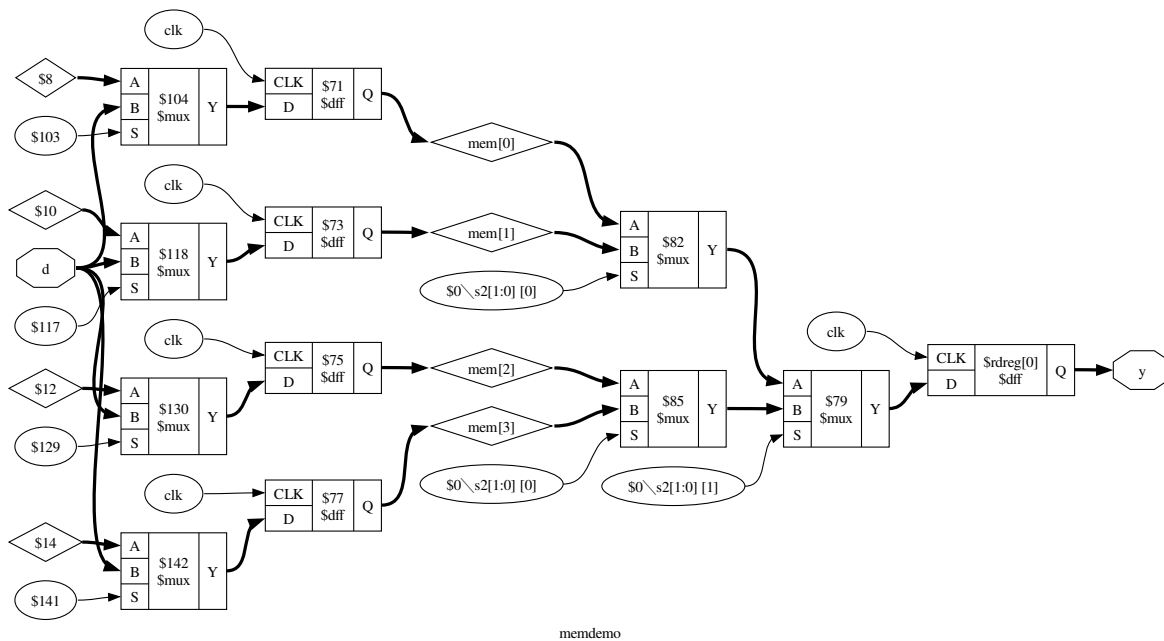 clk
$8
A
B
S
$104
$mux
Y
CLK
D
$71
$dff
Q
$103
mem[0]
clk
$10
A
B
S
$118
$mux
Y
CLK
D
$73
$dff
Q
mem[1]
d
$117
$0\s2[1:0] [0]
A
B
S
$82
$mux
Y
clk
$12
A
B
S
$130
$mux
Y
CLK
D
$75
$dff
Q
mem[2]
$129
mem[3]
A
B
S
$85
$mux
Y
clk
$14
A
B
S
$142
$mux
Y
CLK
D
$77
$dff
Q
$0\s2[1:0] [0]
$0\s2[1:0] [1]
A
B
S
$79
$mux
Y
clk
CLK
D
$rdreg[0]
$dff
Q
y
$141
memdemo